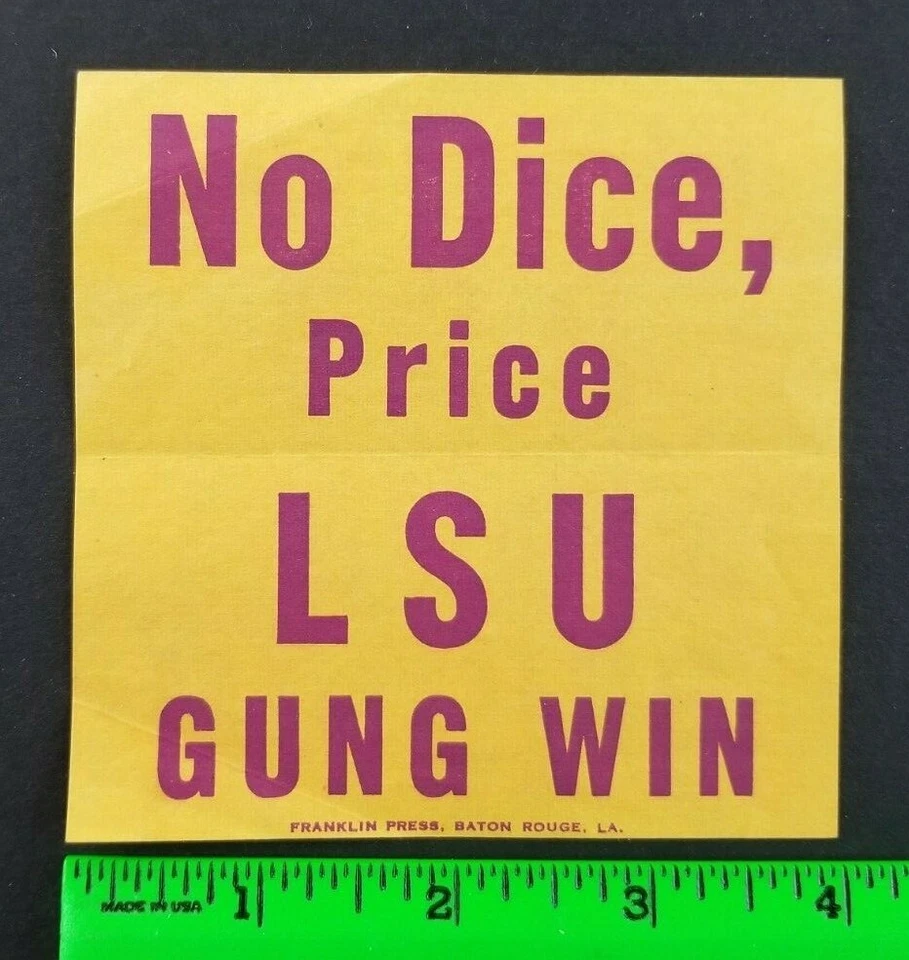 No Dice,
Price
LSU
GUNG WIN
FRANKLIN PRESS, BATON ROUGE, LA.
MADE IN USA 1 2 3 4